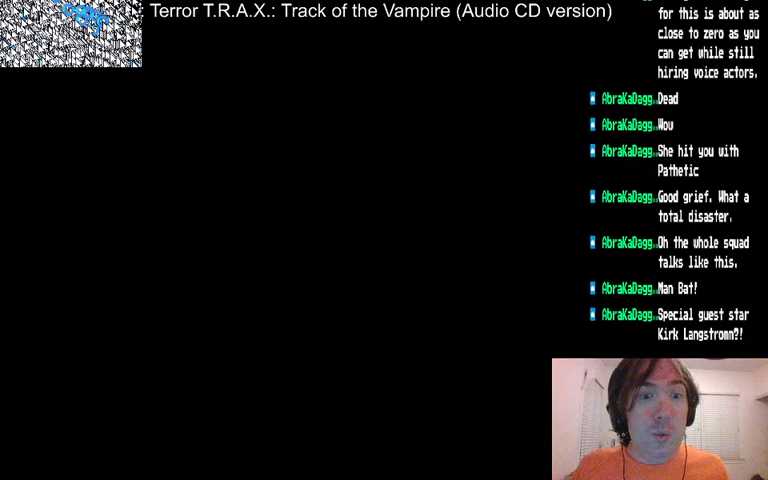 : Terror T.R.A.X.: Track of the Vampire (Audio CD version)
for this is about as
close to zero as you
can get while still
hiring voice actors.
AbraKaDagg… Dead
AbraKaDagg… Wow
AbraKaDagg… She hit you with
Pathetic
AbraKaDagg… Good grief. What a
total disaster.
AbraKaDagg… Oh the whole squad
talks like this.
AbraKaDagg… Man Bat!
AbraKaDagg… Special guest star
Kirk Langstromm?!